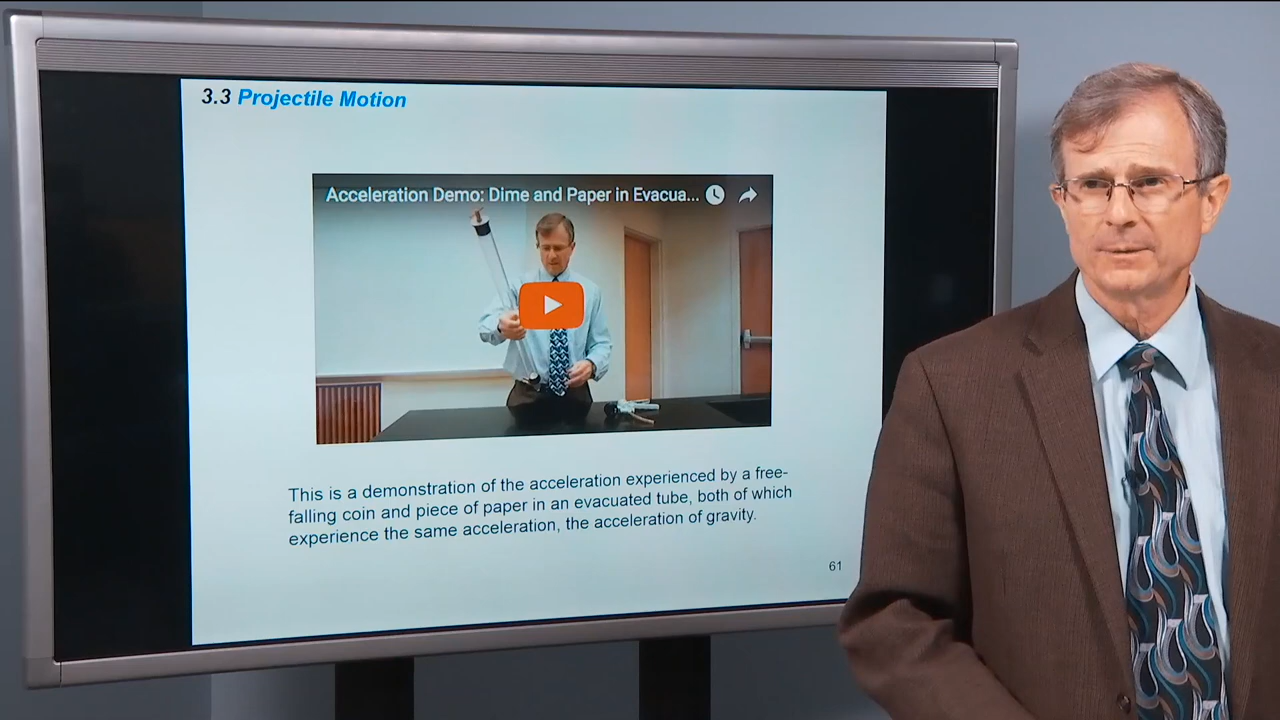 3.3 Projectile Motion
Acceleration Demo: Dime and Paper in Evacua...
This is a demonstration of the acceleration experienced by a free-
falling coin and piece of paper in an evacuated tube, both of which
experience the same acceleration, the acceleration of gravity.
61